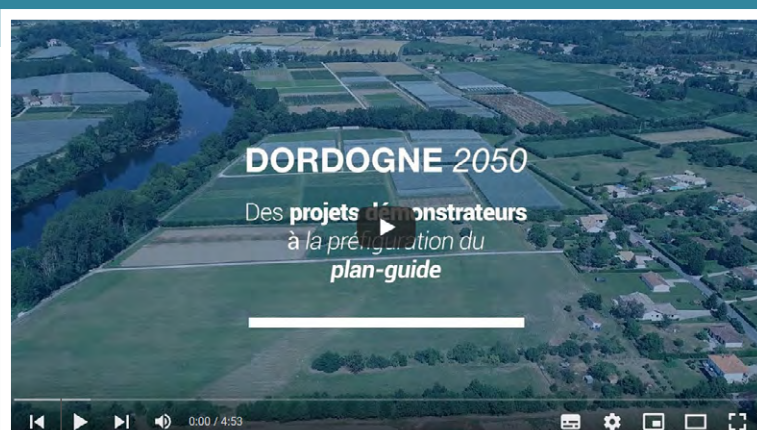 DORDOGNE 2050
Des projets démonstrateurs
à la préfiguration du
plan-guide
0:00 / 4:53